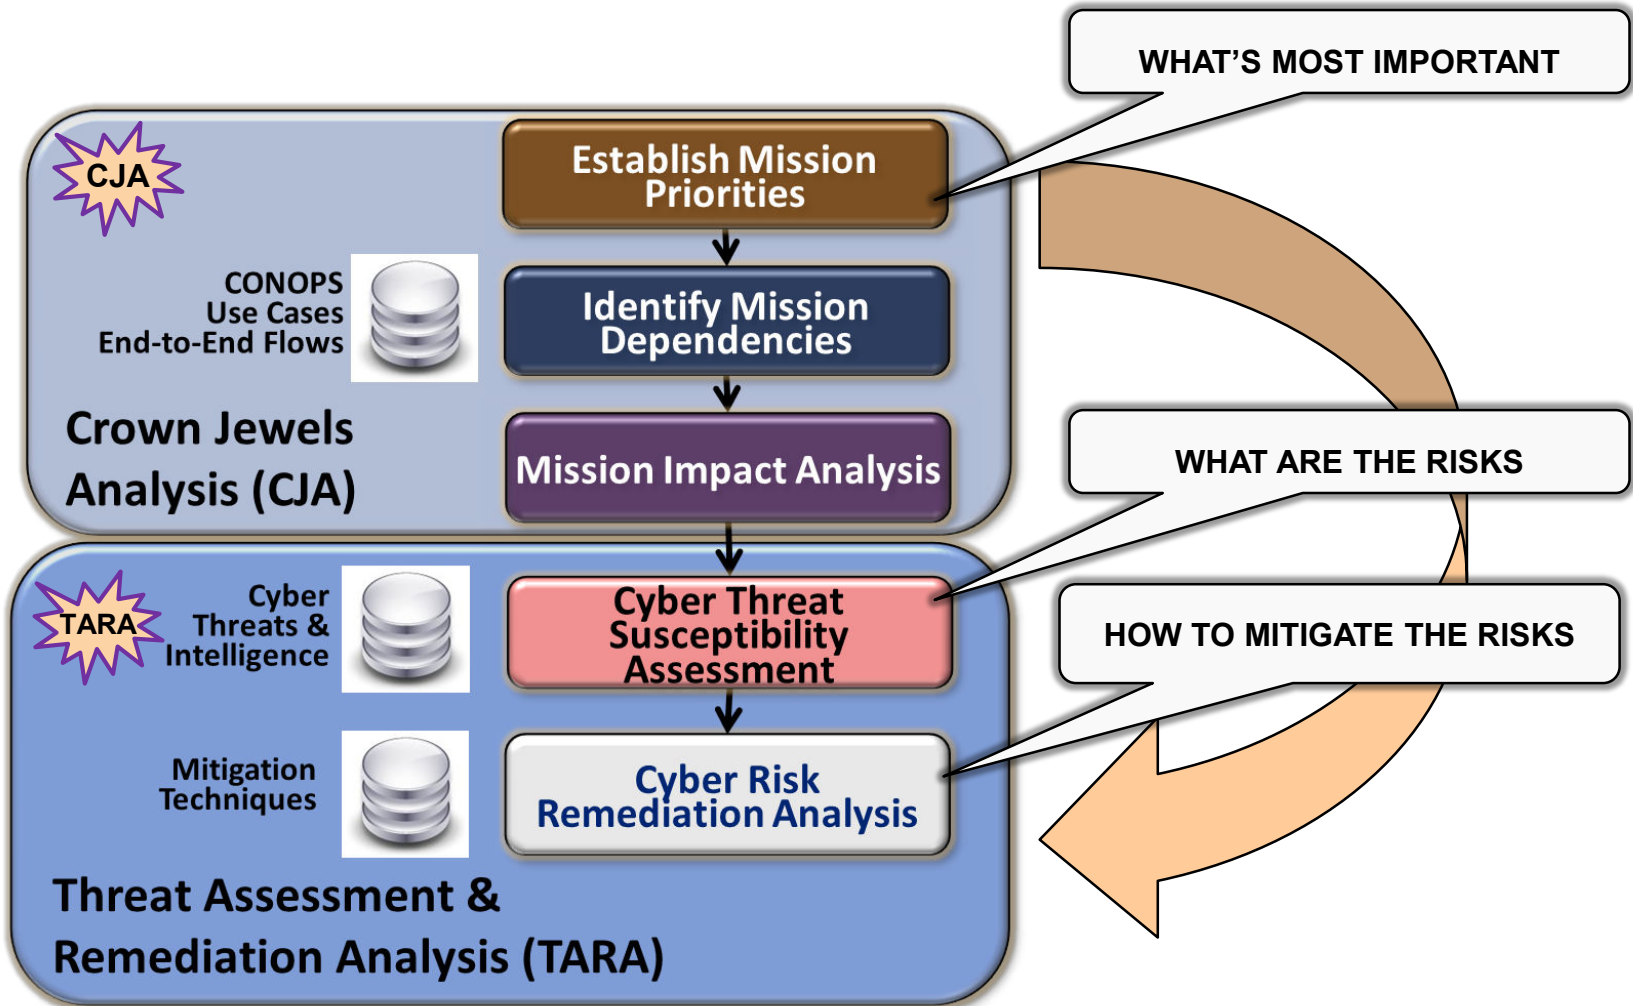 WHAT'S MOST IMPORTANT
CJA
Establish Mission
Priorities
CONOPS
Use Cases
End-to-End Flows
Identify Mission
Dependencies
Crown Jewels
Analysis (CJA)
Mission Impact Analysis
WHAT ARE THE RISKS
TARA
Cyber
Threats &
Intelligence
Cyber Threat
Susceptibility
Assessment
HOW TO MITIGATE THE RISKS
Mitigation
Techniques
Cyber Risk
Remediation Analysis
Threat Assessment &
Remediation Analysis (TARA)